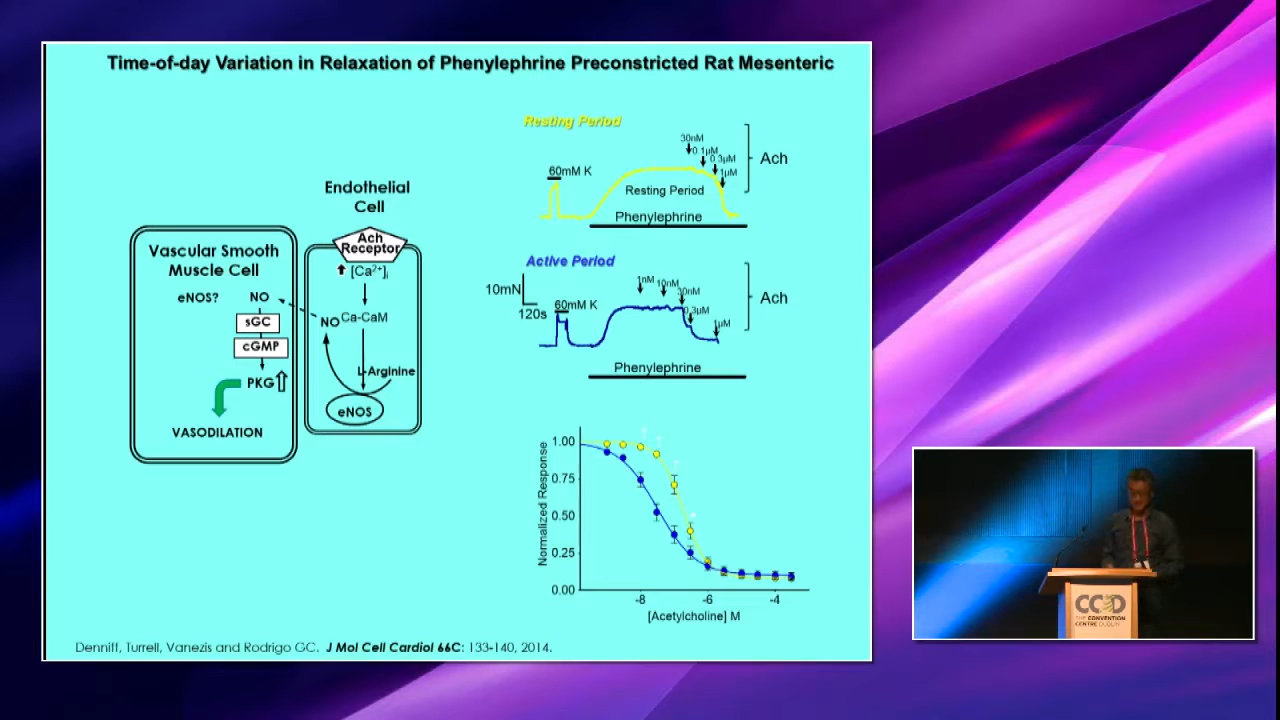 Time-of-day Variation in Relaxation of Phenylephrine Preconstricted Rat Mesenteric
Endothelial
Cell
Vascular Smooth
Muscle Cell
Ach
Receptor
[Ca²⁺]ᵢ
eNOS?
NO
sGC
cGMP
PKG
VASODILATION
NO
Ca-CaM
L-Arginine
eNOS
Resting Period
60mM K
30nM
0.1µM
0.3µM
1µM
Ach
Resting Period
Phenylephrine
Active Period
10mN
120s
60mM K
1nM
10nM
30nM
0.3µM
1µM
Ach
Phenylephrine
Normalized Response
1.00
0.75
0.50
0.25
0.00
-8
-6
-4
[Acetylcholine] M
Denniff, Turrell, Vanezis and Rodrigo GC. J Mol Cell Cardiol 66C: 133-140, 2014.
CCD
THE CONVENTION
CENTRE DUBLIN